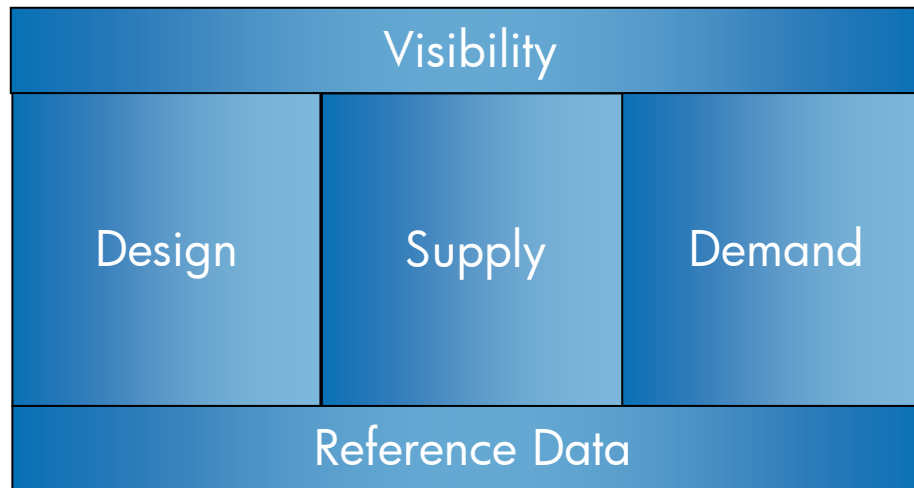 Visibility
Design
Supply
Demand
Reference Data